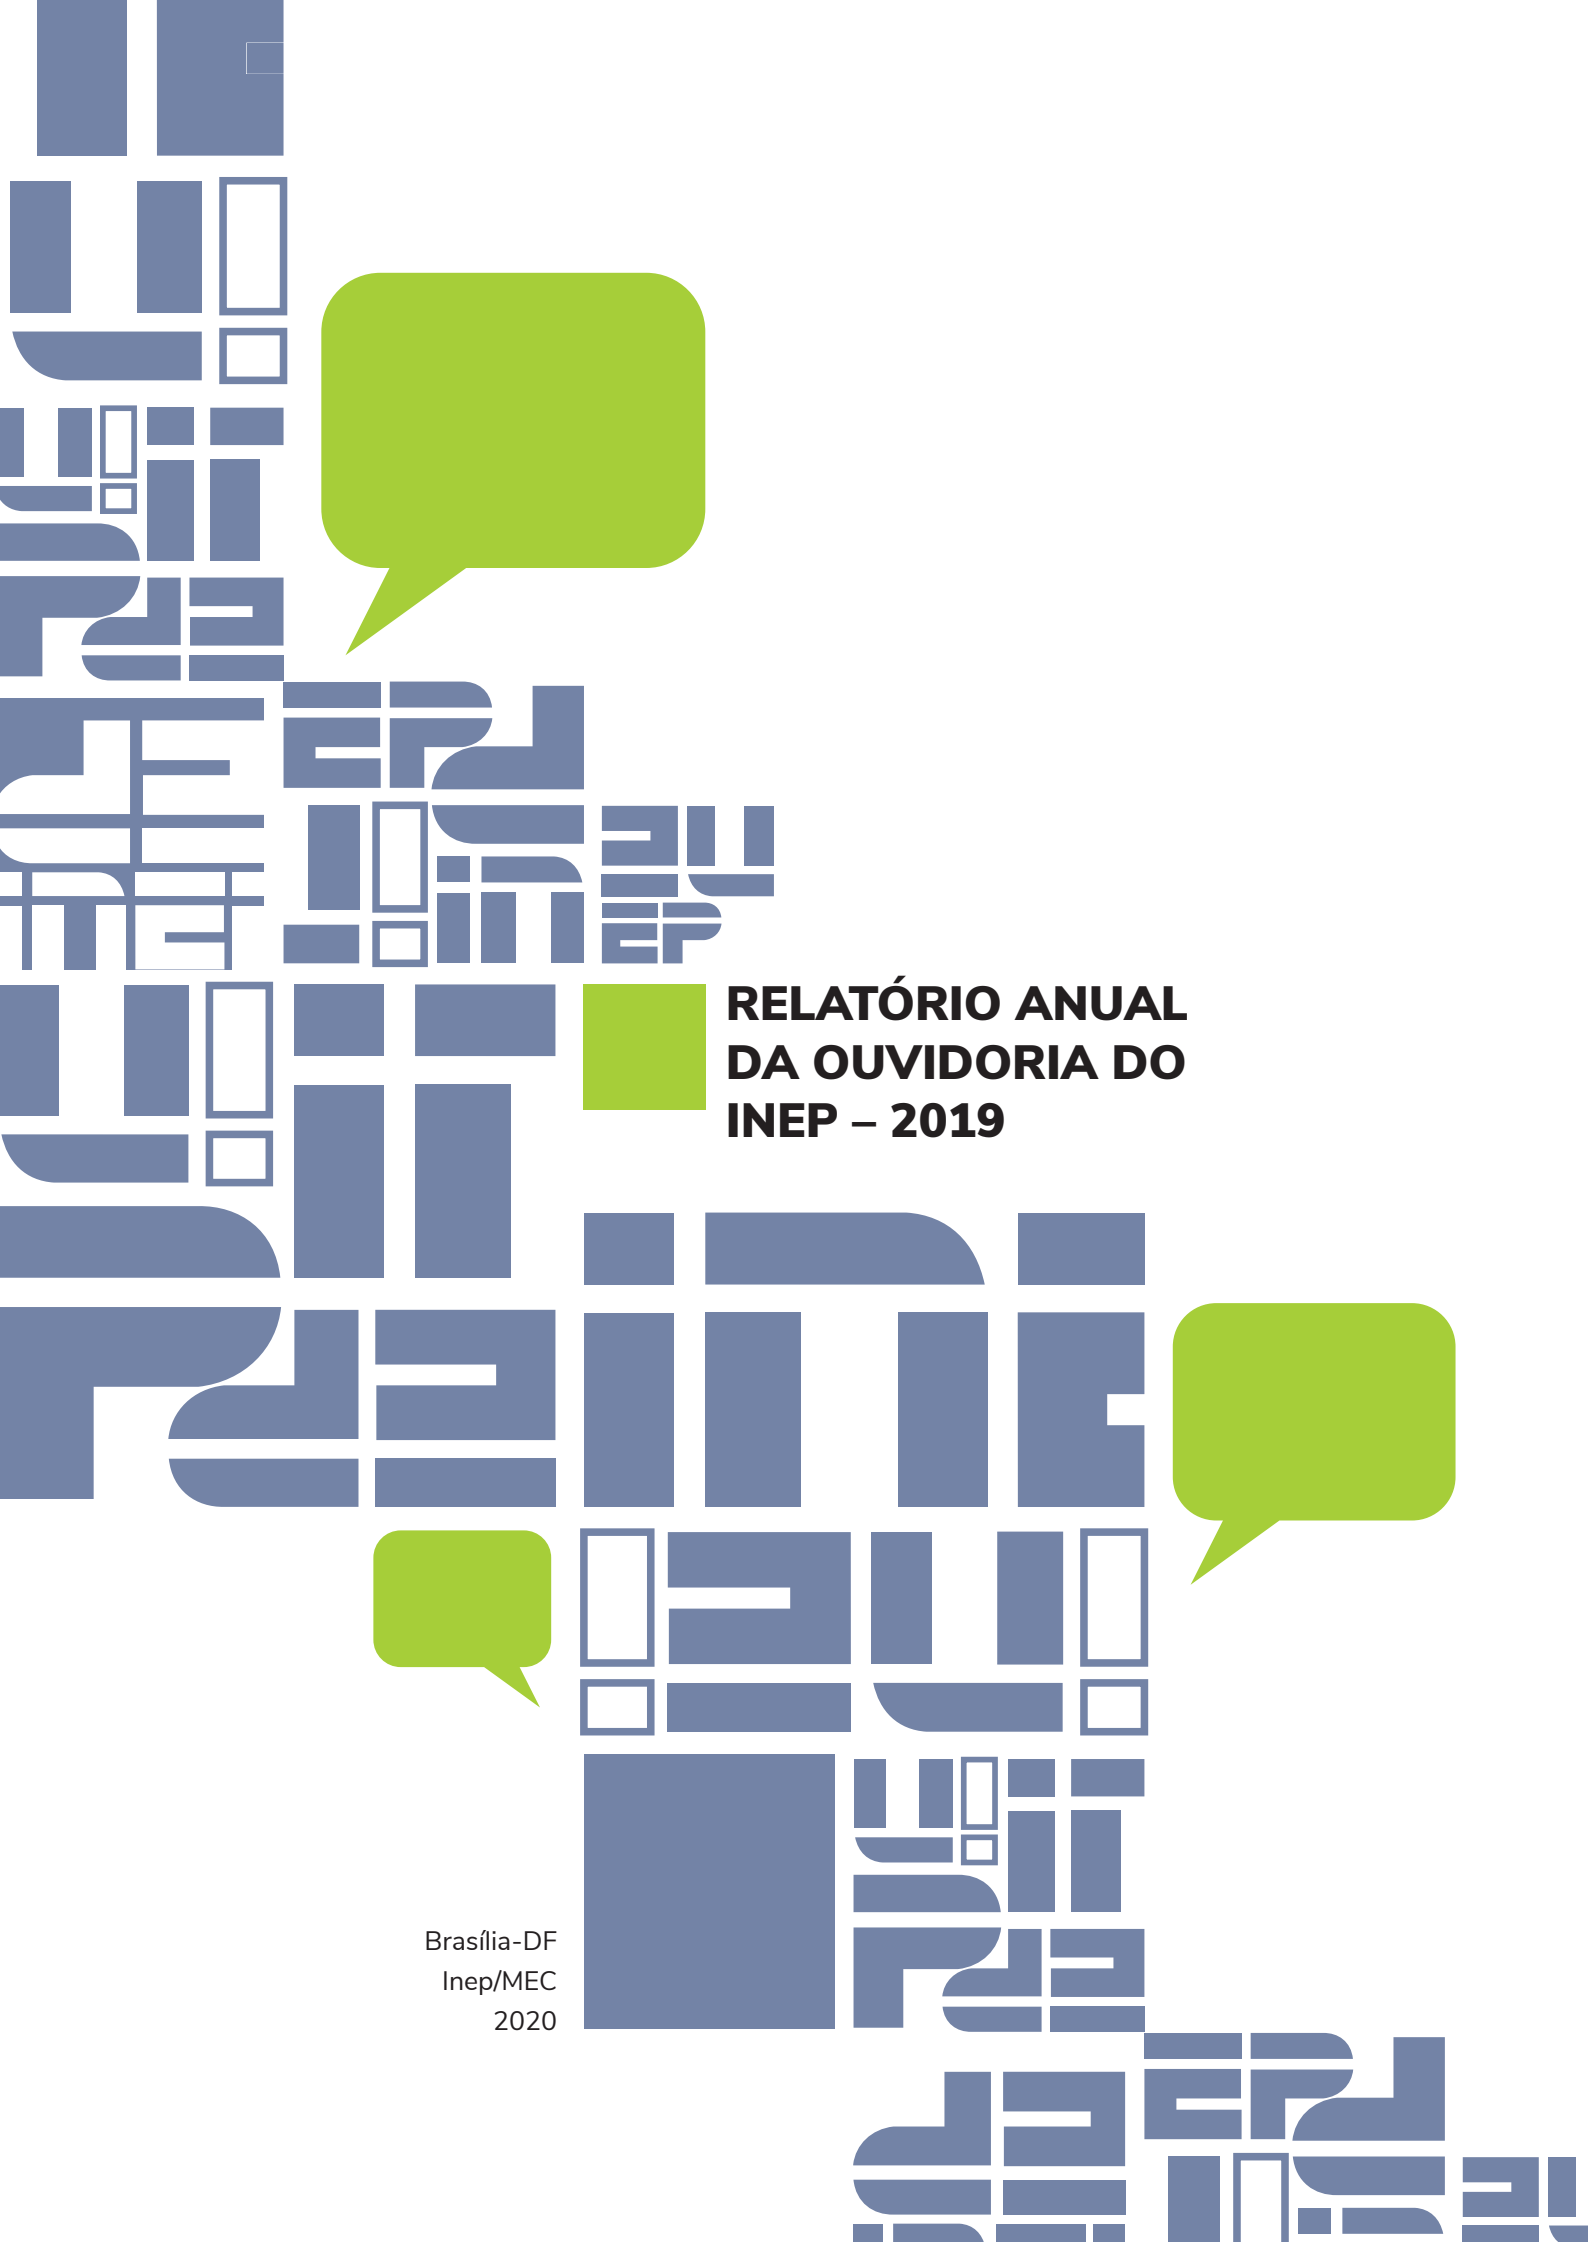 RELATÓRIO ANUAL
DA OUVIDORIA DO
INEP – 2019
Brasília-DF
Inep/MEC
2020